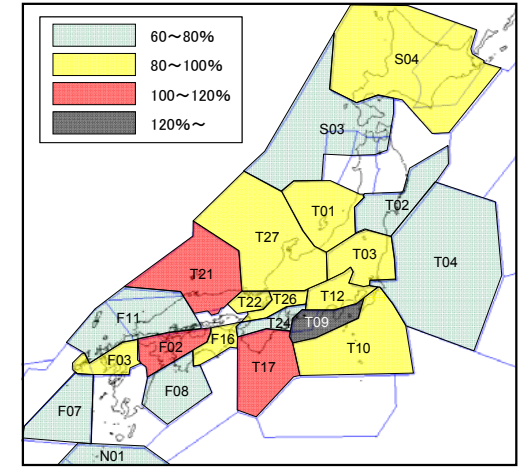 60～80%
80～100%
100～120%
120%～
S04
S03
T01
T02
T27
T03
T04
T21
T22
T26
T12
F11
T24
T09
F02
F16
T10
F03
T17
F08
F07
N01